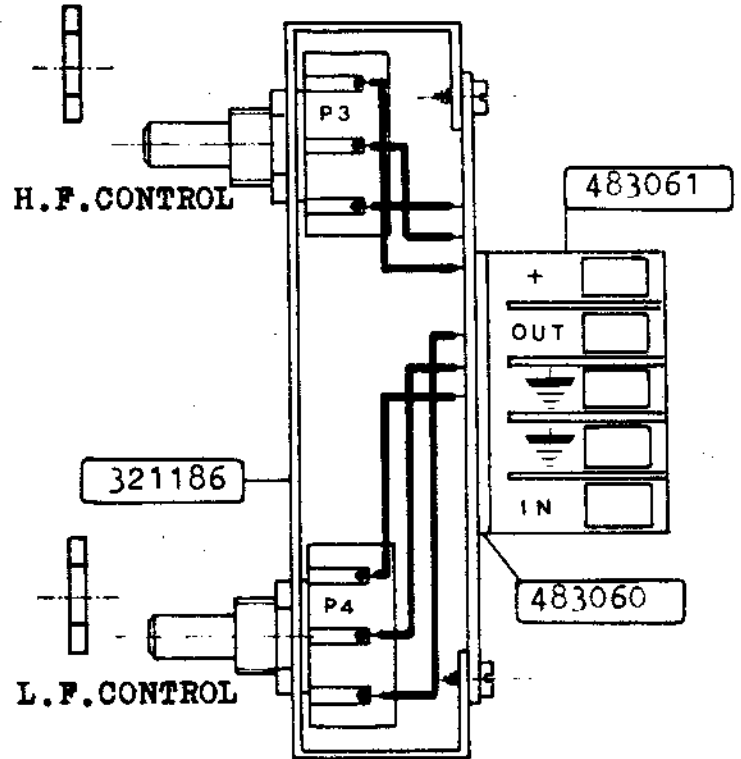 P3
H.F.CONTROL
483061
+
OUT
321186
IN
P4
483060
L.F.CONTROL